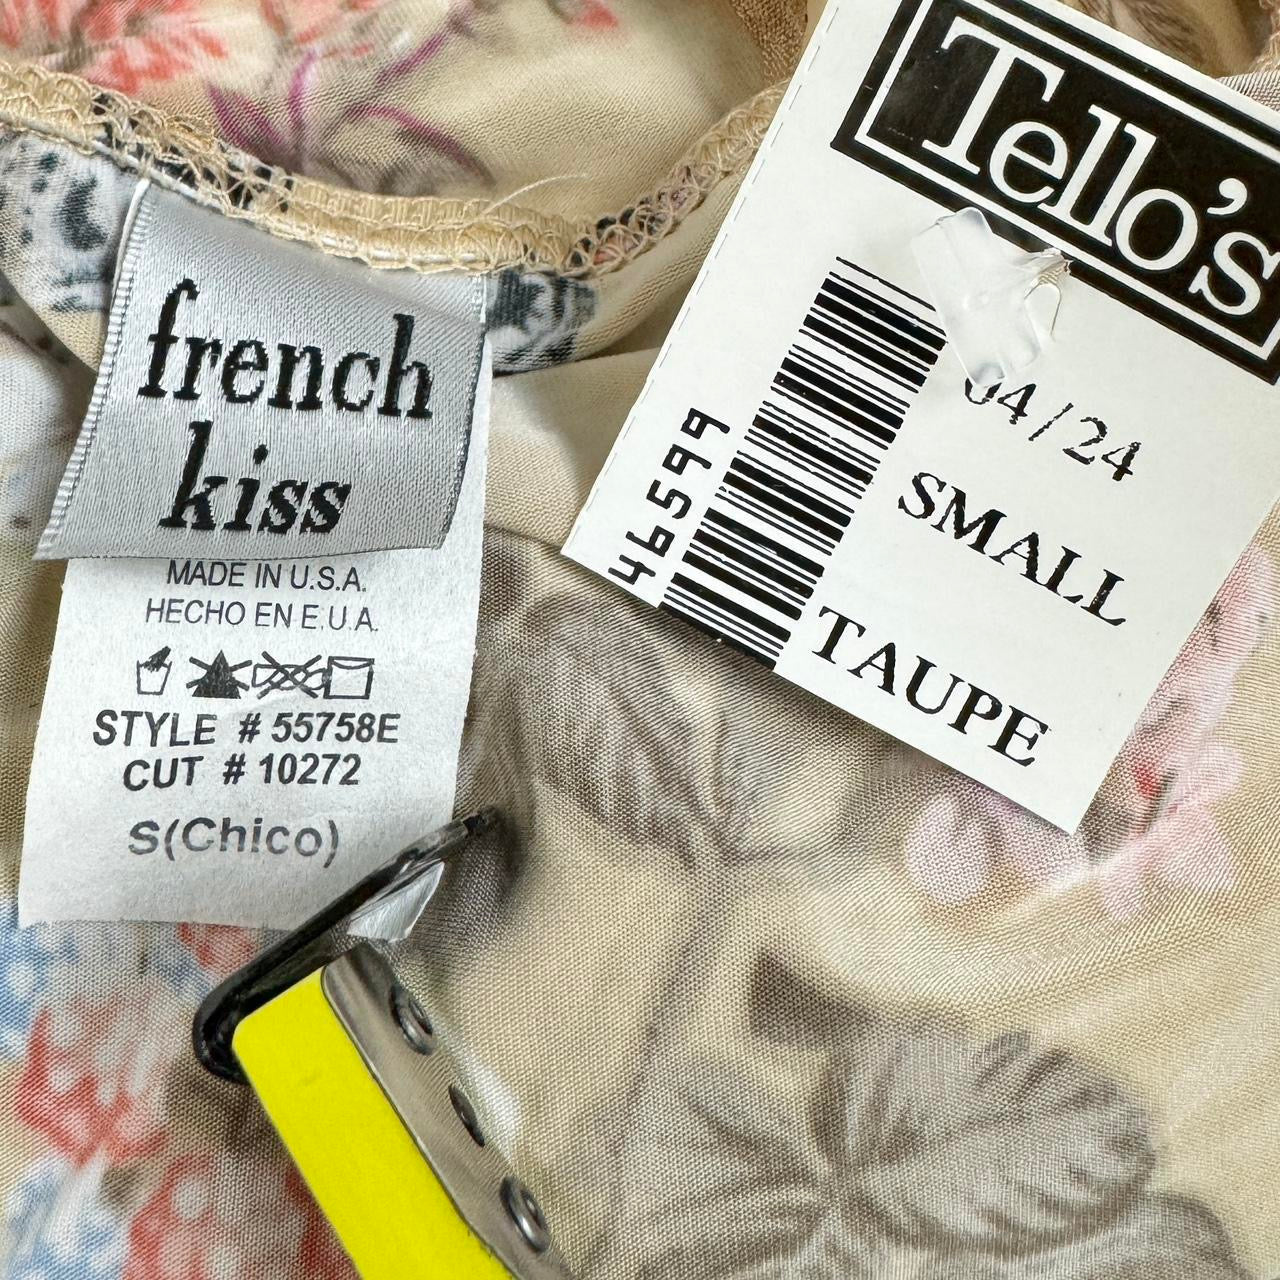 french
kiss
MADE IN U.S.A.
HECHO EN E.U.A.
STYLE # 55758E
CUT # 10272
S(Chico)
Tello's
04/24
SMALL
TAUPE
46599